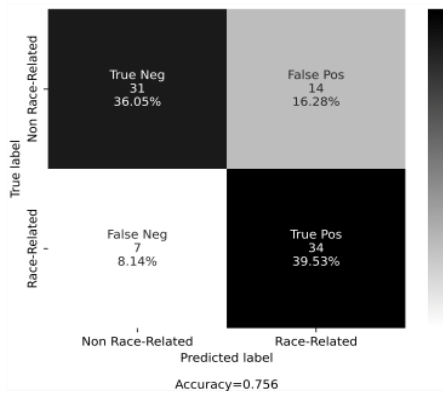 True label
Non Race-Related
True Neg
31
36.05%
False Pos
14
16.28%
Race-Related
False Neg
7
8.14%
True Pos
34
39.53%
Non Race-Related
Race-Related
Predicted label
Accuracy=0.756